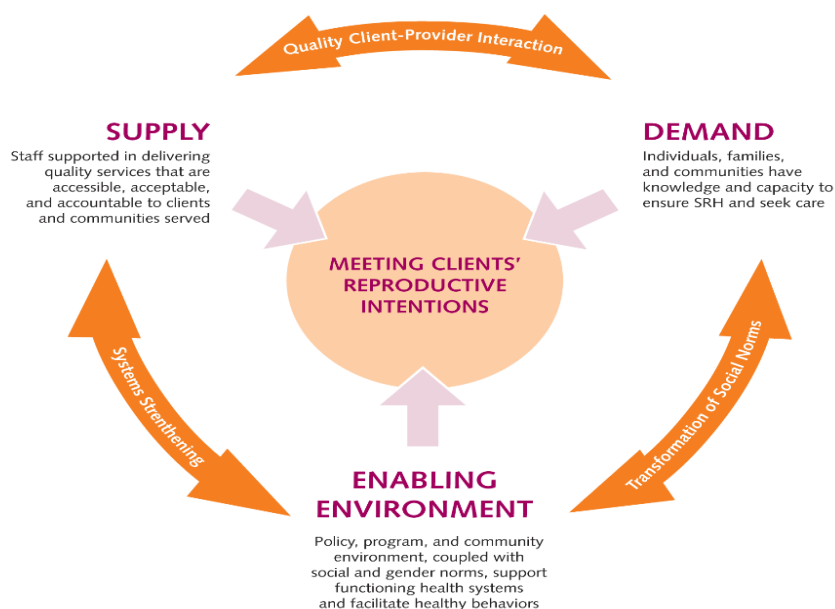 Quality Client-Provider Interaction
SUPPLY
Staff supported in delivering
quality services that are
accessible, acceptable,
and accountable to clients
and communities served
DEMAND
Individuals, families,
and communities have
knowledge and capacity to
ensure SRH and seek care
MEETING CLIENTS’
REPRODUCTIVE
INTENTIONS
Systems Strenthening
Transformation of Social Norms
ENABLING
ENVIRONMENT
Policy, program, and community
environment, coupled with
social and gender norms, support
functioning health systems
and facilitate healthy behaviors